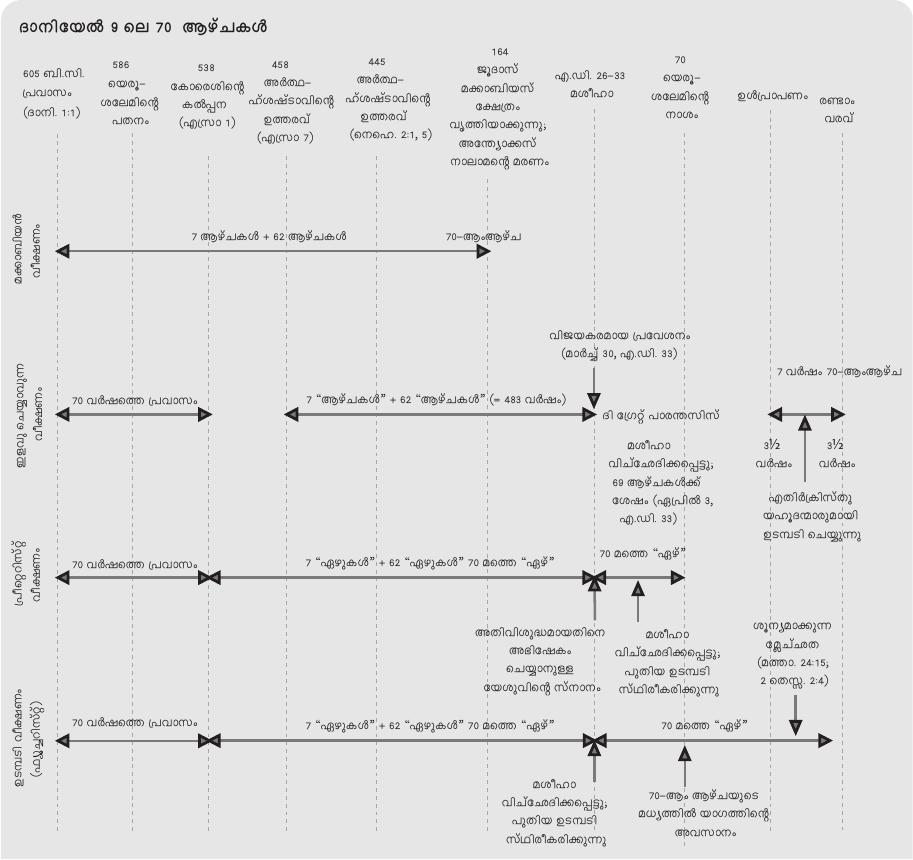 ദാനിയേൽ 9 ലെ 70 ആഴ്ചകൾ
605 ബി.സി.
പ്രവാസം
(ദാനി. 1:1)
586
യെരൂ–
ശലേമിന്റെ
പതനം
538
കോരെശിന്റെ
കൽപ്പന
(എസ്രാ 1)
458
അർത്ഥ–
ഹ്ശഷ്ടാവിന്റെ
ഉത്തരവ്
(എസ്രാ 7)
445
അർത്ഥ–
ഹ്ശഷ്ടാവിന്റെ
ഉത്തരവ്
(നെഹെ. 2:1, 5)
164
ജൂദാസ്
മക്കാബിയസ്
ക്ഷേത്രം
വൃത്തിയാക്കുന്നു;
അന്ത്യോക്കസ്
നാലാമന്റെ മരണം
എ.ഡി. 26–33
മശീഹാ
70
യെരൂ–
ശലേമിന്റെ
നാശം
ഉൾപ്രാപണം
രണ്ടാം
വരവ്
മക്കാബിയൻ
വീക്ഷണം
7 ആഴ്ചകൾ + 62 ആഴ്ചകൾ
70–ആംആഴ്ച
ഇളവു ചെയ്യാവുന്ന
വീക്ഷണം
70 വർഷത്തെ പ്രവാസം
7 “ആഴ്ചകൾ” + 62 “ആഴ്ചകൾ” (= 483 വർഷം)
വിജയകരമായ പ്രവേശനം
(മാർച്ച് 30, എ.ഡി. 33)
ദി ഗ്രേറ്റ് പാരന്തസിസ്
മശീഹാ
വിച്ഛേദിക്കപ്പെട്ടു;
69 ആഴ്ചകൾക്ക്
ശേഷം (ഏപ്രിൽ 3,
എ.ഡി. 33)
7 വർഷം 70–ആംആഴ്ച
3½
വർഷം
3½
വർഷം
എതിർക്രിസ്തു
യഹൂദന്മാരുമായി
ഉടമ്പടി ചെയ്യുന്നു
പ്രീറ്റെറിസ്റ്റ്
വീക്ഷണം
70 വർഷത്തെ പ്രവാസം
7 “ഏഴുകൾ” + 62 “ഏഴുകൾ” 70 മത്തെ “ഏഴ്”
70 മത്തെ “ഏഴ്”
അതിവിശുദ്ധമായതിനെ
അഭിഷേകം
ചെയ്യാനുള്ള
യേശുവിന്റെ സ്നാനം
മശീഹാ
വിച്ഛേദിക്കപ്പെട്ടു;
പുതിയ ഉടമ്പടി
സ്ഥിരീകരിക്കുന്നു
ശൂന്യമാക്കുന്ന
മ്ലേച്ഛത
(മത്താ. 24:15;
2 തെസ്സ. 2:4)
ഉടമ്പടി വീക്ഷണം
(ഫ്യൂച്ചറിസ്റ്റ്)
70 വർഷത്തെ പ്രവാസം
7 “ഏഴുകൾ” + 62 “ഏഴുകൾ” 70 മത്തെ “ഏഴ്”
70 മത്തെ “ഏഴ്”
മശീഹാ
വിച്ഛേദിക്കപ്പെട്ടു;
പുതിയ ഉടമ്പടി
സ്ഥിരീകരിക്കുന്നു
70–ആം ആഴ്ചയുടെ
മധ്യത്തിൽ യാഗത്തിന്റെ
അവസാനം